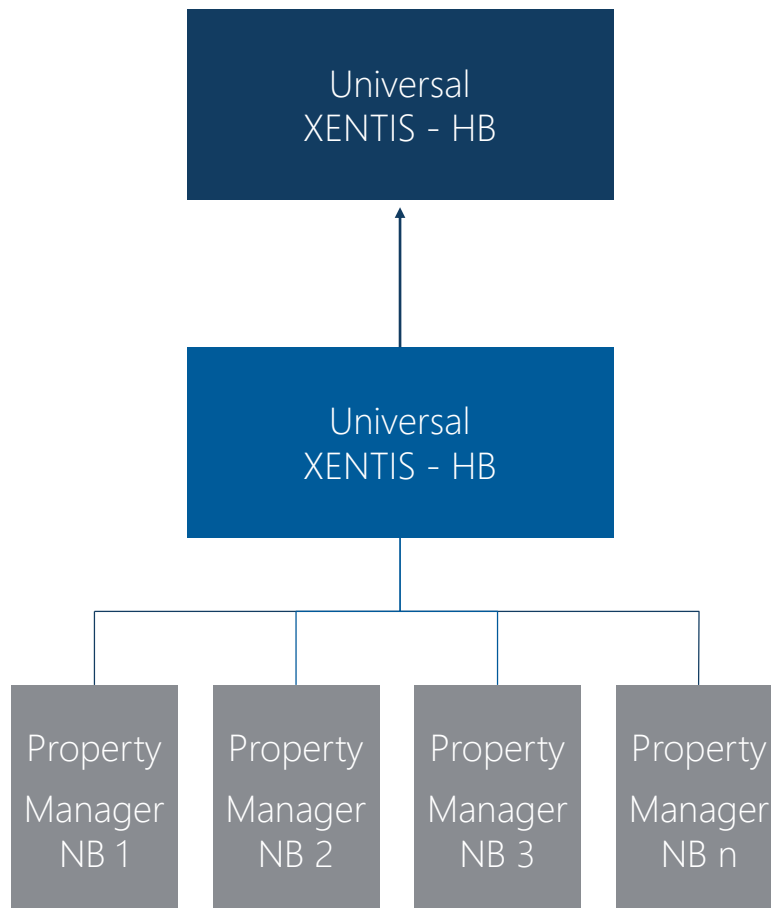 Universal
XENTIS - HB
Universal
XENTIS - HB
Property
Manager
NB 1
Property
Manager
NB 2
Property
Manager
NB 3
Property
Manager
NB n